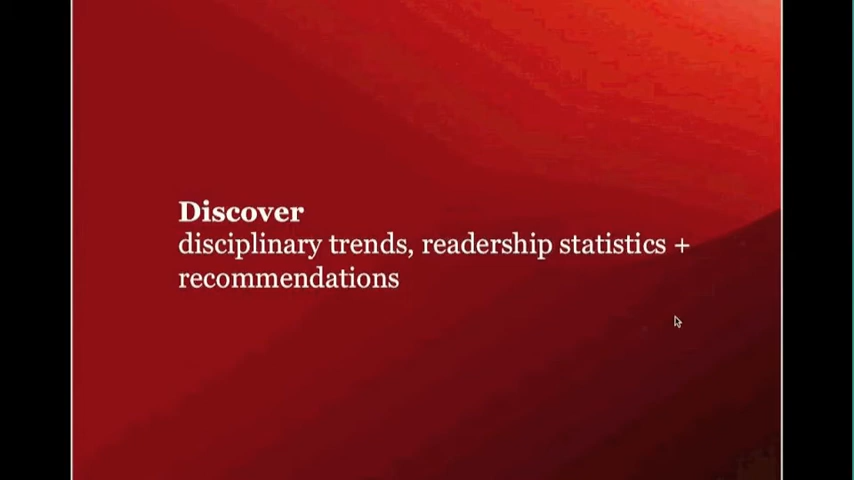 Discover
disciplinary trends, readership statistics +
recommendations